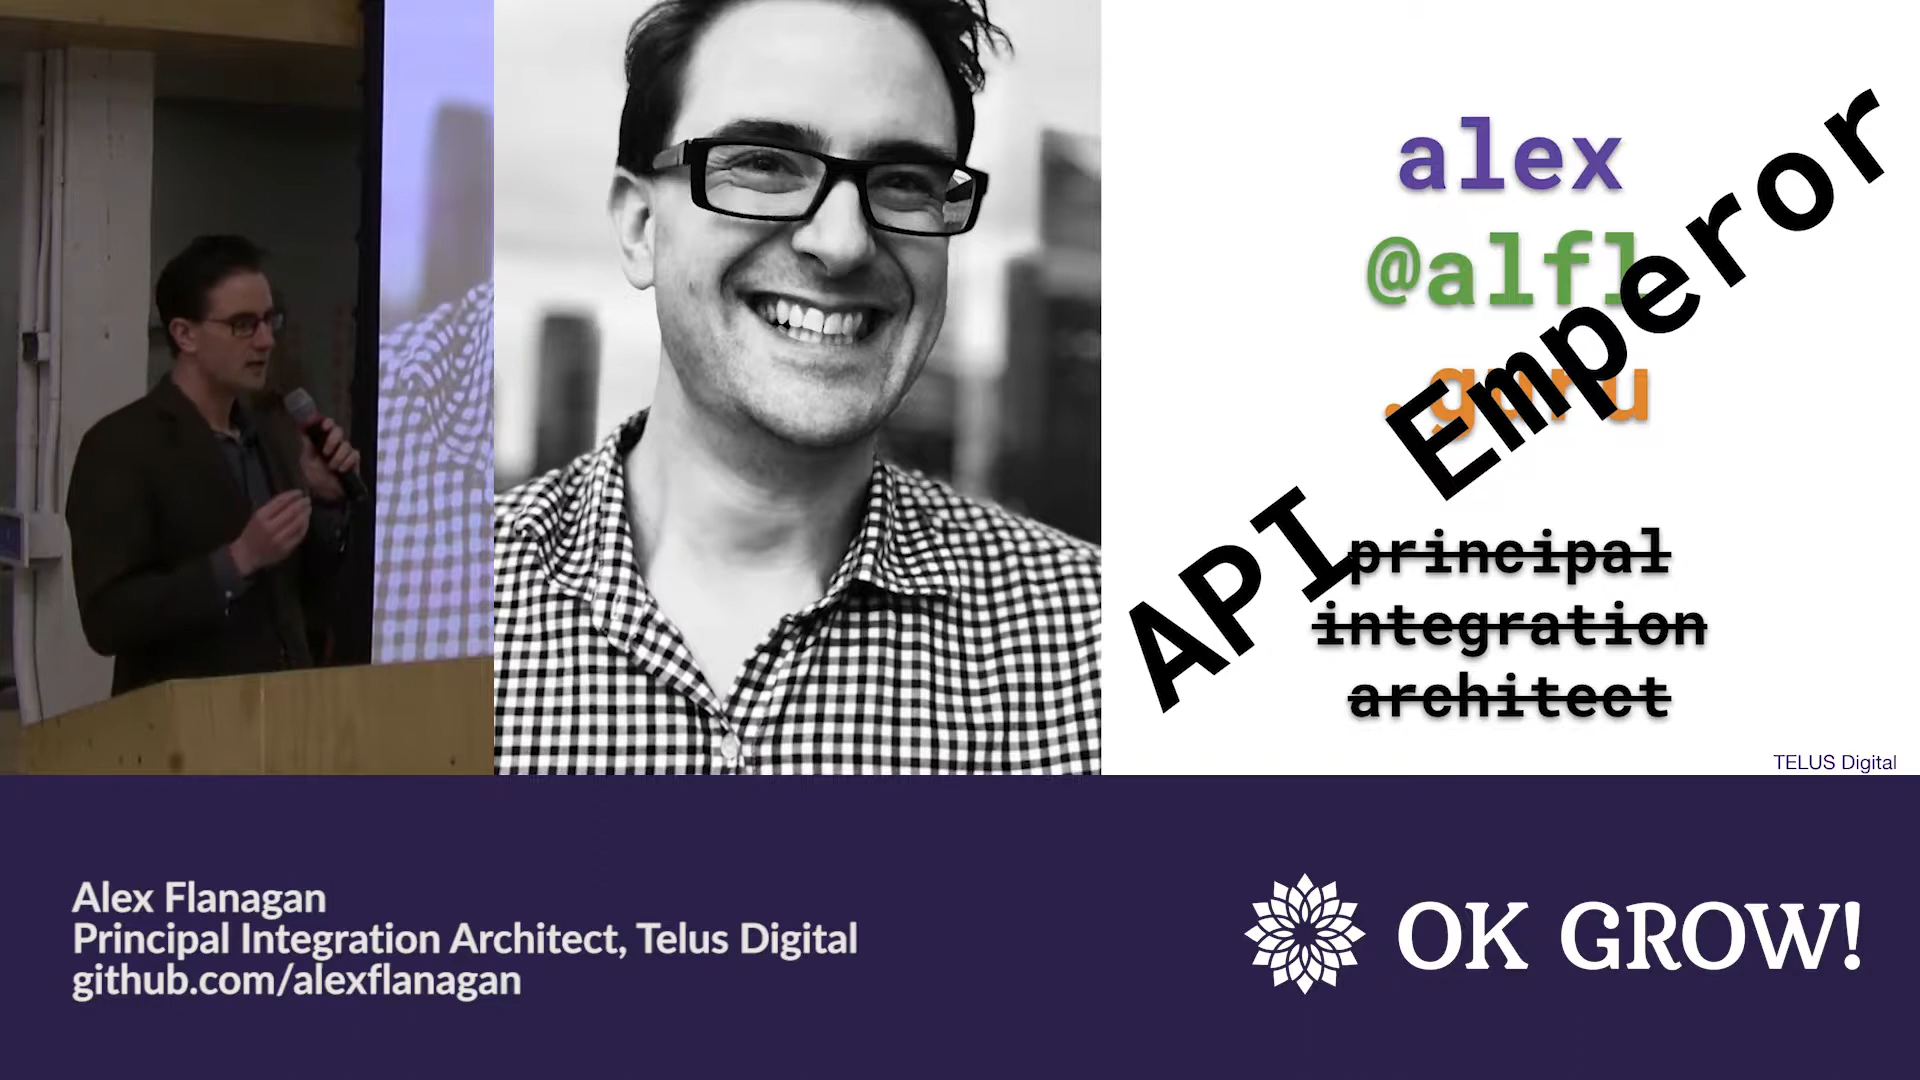 alex
@alfl
.guru
API Emperor
principal
integration
architect
TELUS Digital
Alex Flanagan
Principal Integration Architect, Telus Digital
github.com/alexflanagan
OK GROW!